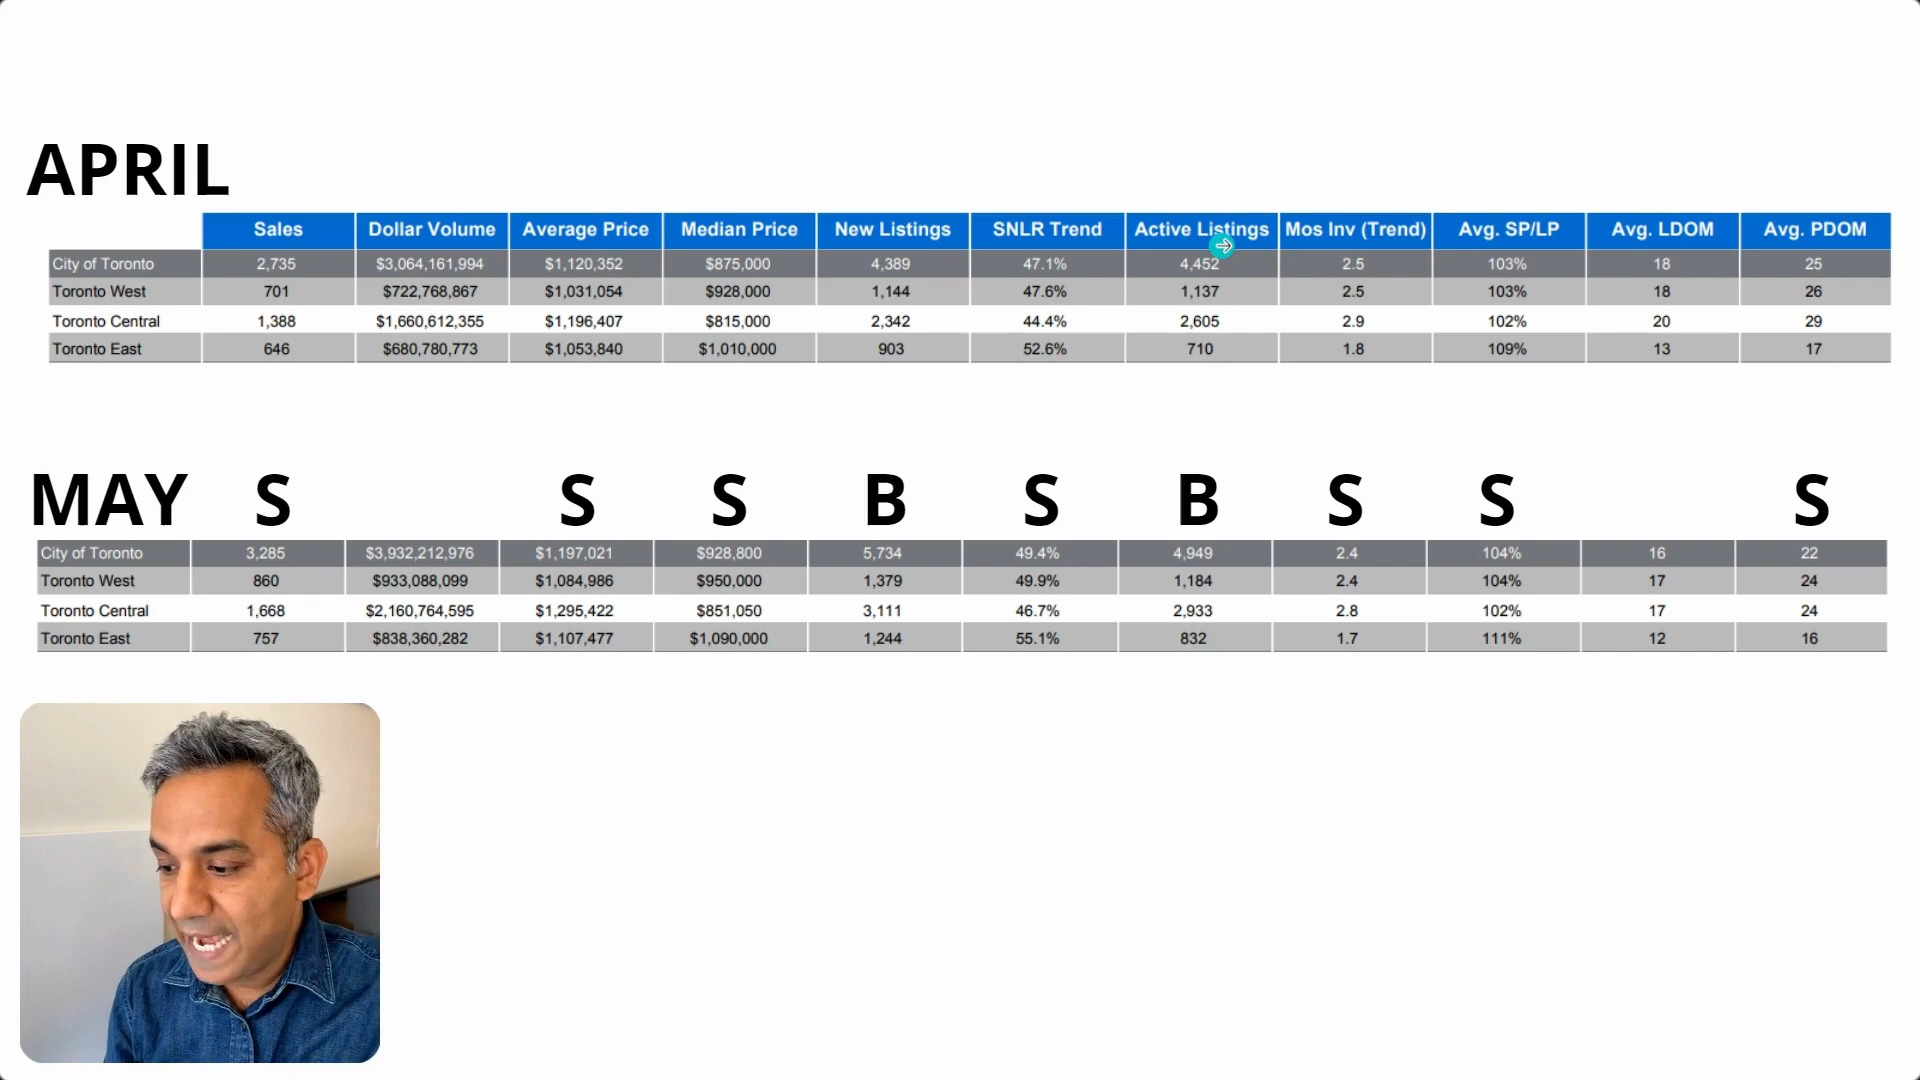 APRIL
Sales Dollar Volume Average Price Median Price New Listings SNLR Trend Active Listings Mos Inv (Trend) Avg. SP/LP Avg. LDOM Avg. PDOM
City of Toronto 2,735 $3,064,161,994 $1,120,352 $875,000 4,389 47.1% 4,452 2.5 103% 18 25
Toronto West 701 $722,768,867 $1,031,054 $928,000 1,144 47.6% 1,137 2.5 103% 18 26
Toronto Central 1,388 $1,660,612,355 $1,196,407 $815,000 2,342 44.4% 2,605 2.9 102% 20 29
Toronto East 646 $680,780,773 $1,053,840 $1,010,000 903 52.6% 710 1.8 109% 13 17
MAY S S S B S B S S S
City of Toronto 3,285 $3,932,212,976 $1,197,021 $928,800 5,734 49.4% 4,949 2.4 104% 16 22
Toronto West 860 $933,088,099 $1,084,986 $950,000 1,379 49.9% 1,184 2.4 104% 17 24
Toronto Central 1,668 $2,160,764,595 $1,295,422 $851,050 3,111 46.7% 2,933 2.8 102% 17 24
Toronto East 757 $838,360,282 $1,107,477 $1,090,000 1,244 55.1% 832 1.7 111% 12 16